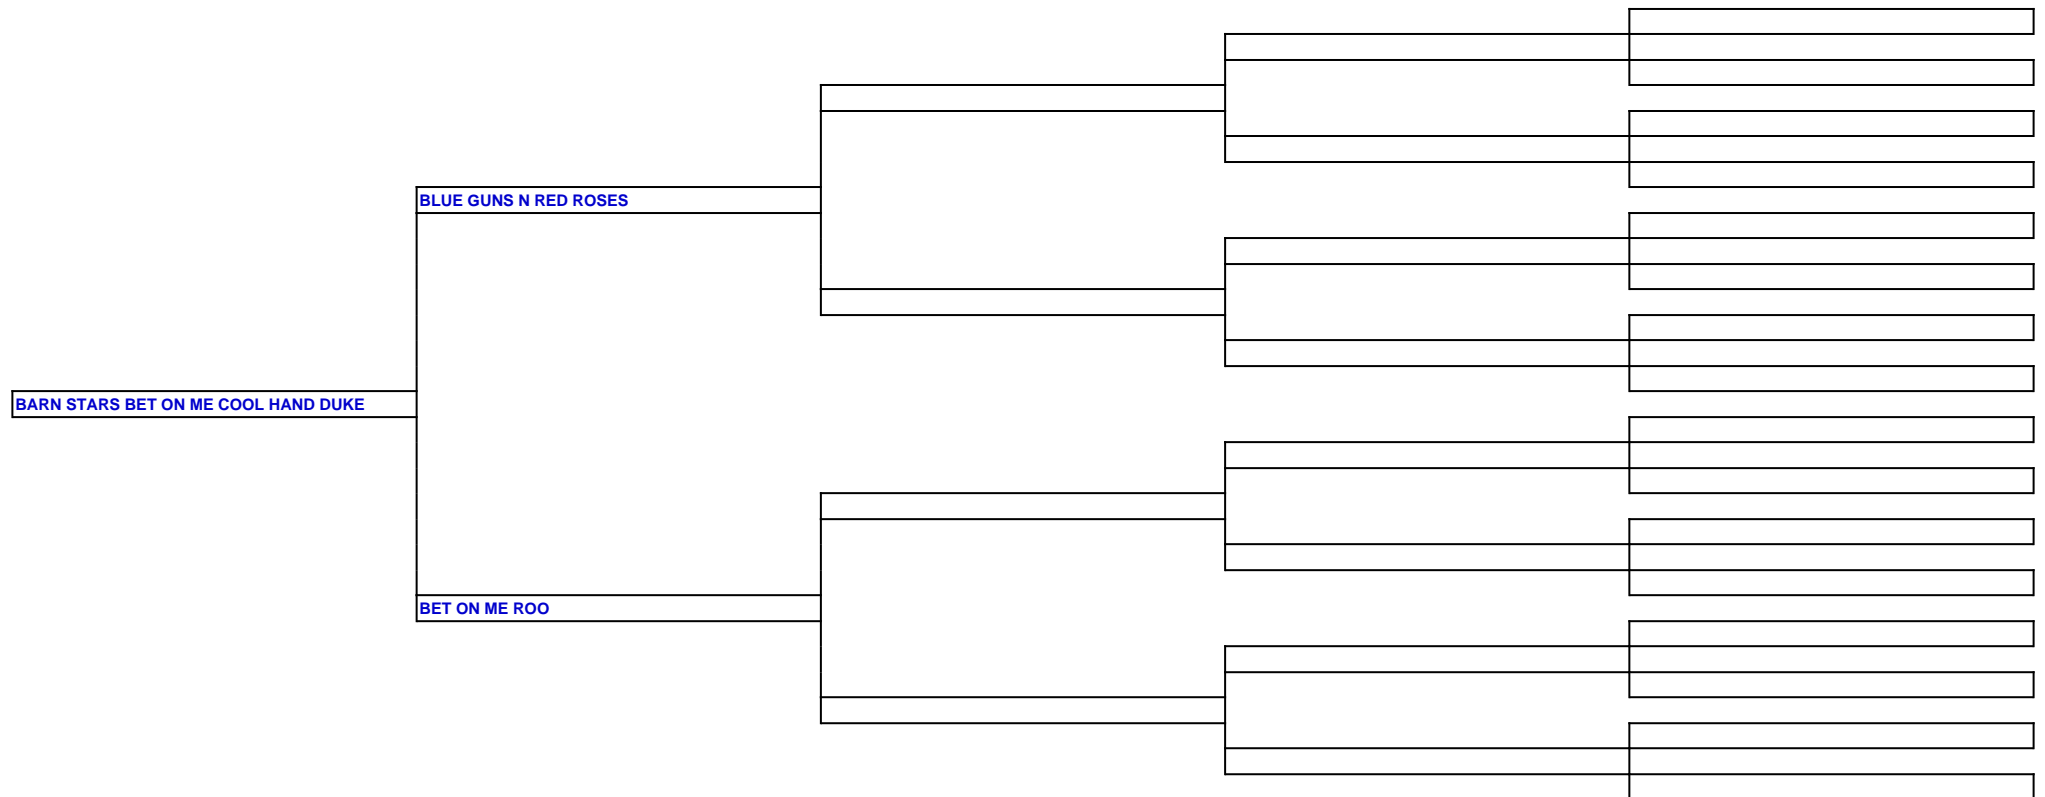 BLUE GUNS N RED ROSES
BARN STARS BET ON ME COOL HAND DUKE
BET ON ME ROO